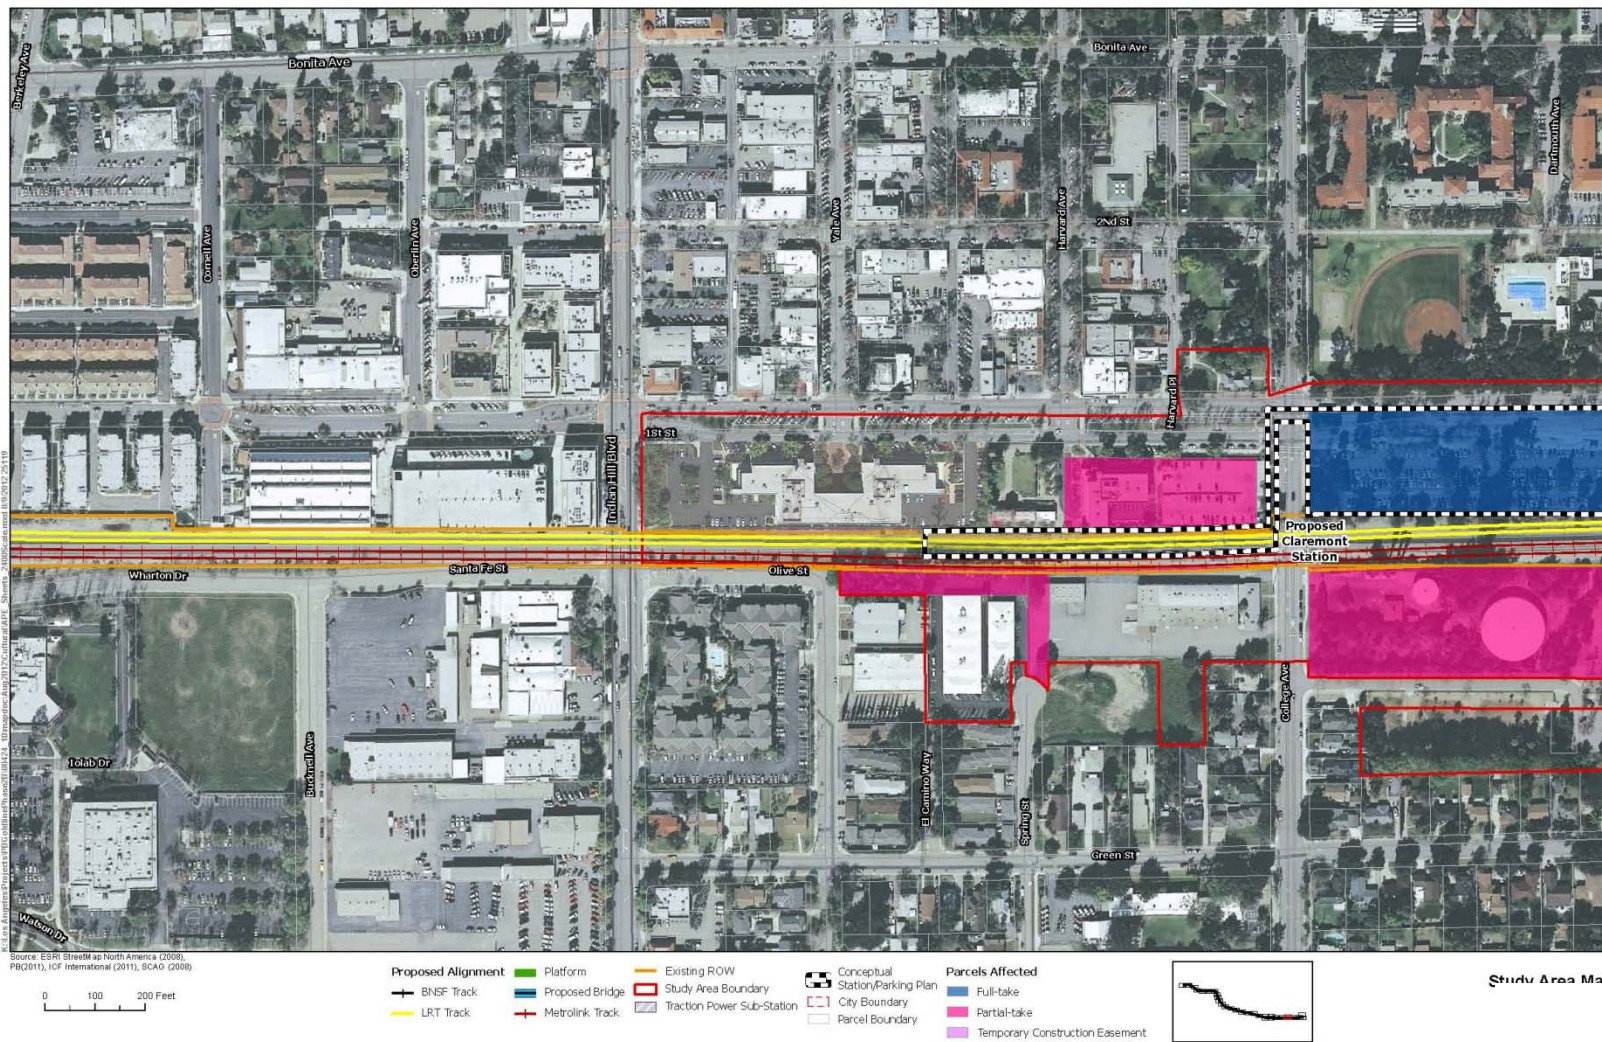 Berkeley Ave
Bonita Ave
Bonita Ave
Dartmouth Ave
Cornell Ave
Oberlin Ave
Yale Ave
Harvard Ave
2Nd St
Harvard Pl
1St St
Indian Hill Blvd
Proposed
Claremont
Station
Wharton Dr
Santa Fe St
Olive St
College Ave
Iolab Dr
Bucknell Ave
El Camino Way
Spring St
Green St
Watson Dr
Source: ESRI StreetMap North America (2008),
PB(2011), ICF International (2011), SCAG (2008)
0 100 200 Feet
Proposed Alignment
BNSF Track
LRT Track
Platform
Proposed Bridge
Metrolink Track
Existing ROW
Study Area Boundary
Traction Power Sub-Station
Conceptual
Station/Parking Plan
City Boundary
Parcel Boundary
Parcels Affected
Full-take
Partial-take
Temporary Construction Easement
Study Area Ma